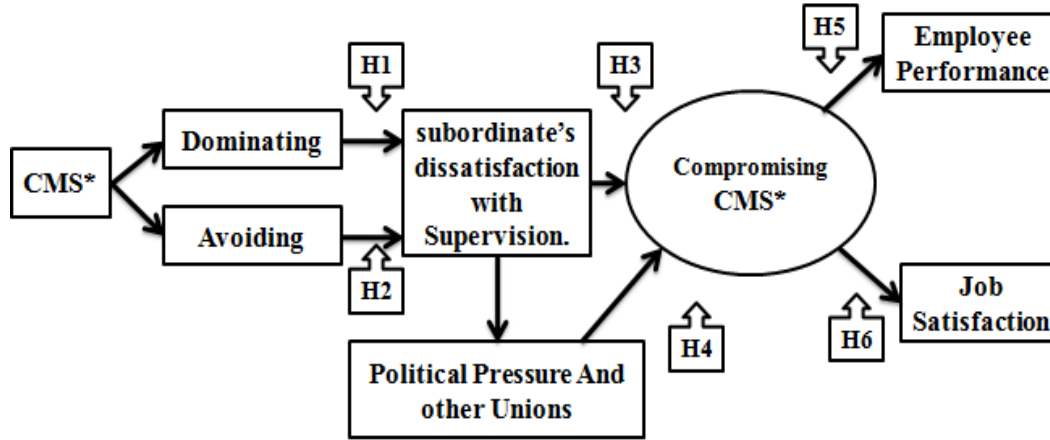 CMS*
Dominating
Avoiding
H1
H2
subordinate's
dissatisfaction
with
Supervision.
Political Pressure And
other Unions
H3
H4
Compromising
CMS*
H5
H6
Employee
Performance
Job
Satisfaction